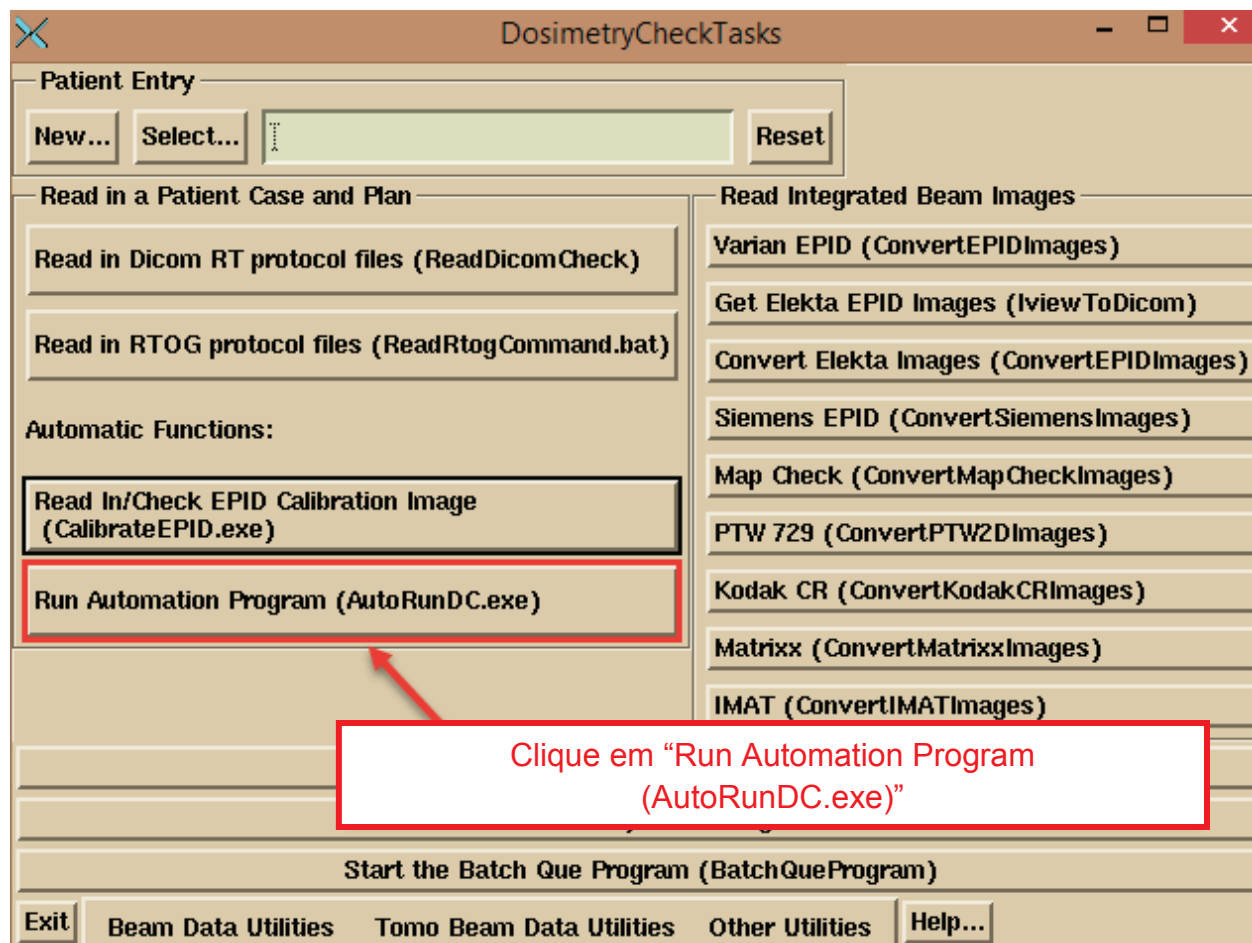 DosimetryCheckTasks
Patient Entry
New...
Select...
Reset
Read in a Patient Case and Plan
Read in Dicom RT protocol files (ReadDicomCheck)
Read in RTOG protocol files (ReadRtogCommand.bat)
Automatic Functions:
Read In/Check EPID Calibration Image
(CalibrateEPID.exe)
Run Automation Program (AutoRunDC.exe)
Read Integrated Beam Images
Varian EPID (ConvertEPIDImages)
Get Elekta EPID Images (IviewToDicom)
Convert Elekta Images (ConvertEPIDImages)
Siemens EPID (ConvertSiemensImages)
Map Check (ConvertMapCheckImages)
PTW 729 (ConvertPTW2DImages)
Kodak CR (ConvertKodakCRImages)
Matrixx (ConvertMatrixxImages)
IMAT (ConvertIMATImages)
Clique em “Run Automation Program
(AutoRunDC.exe)”
Start the Batch Que Program (BatchQueProgram)
Exit
Beam Data Utilities
Tomo Beam Data Utilities
Other Utilities
Help...